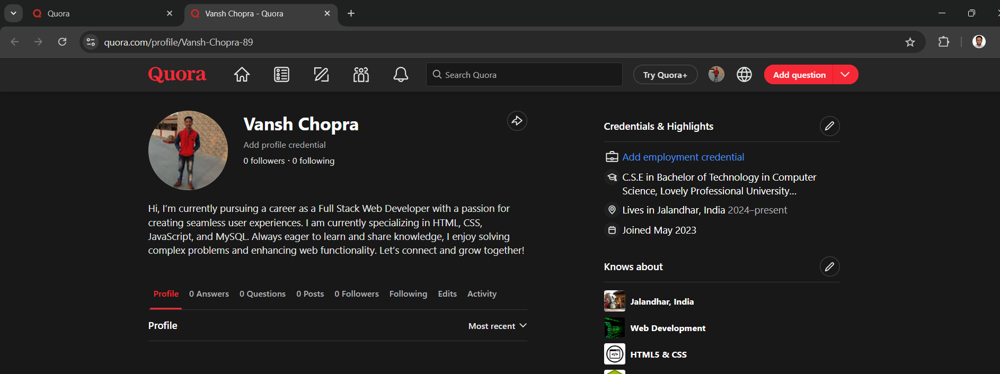 Quora
Vansh Chopra - Quora
quora.com/profile/Vansh-Chopra-89
Quora
Search Quora
Try Quora+
Add question
Vansh Chopra
Add profile credential
0 followers · 0 following
Hi, I’m currently pursuing a career as a Full Stack Web Developer with a passion for
creating seamless user experiences. I am currently specializing in HTML, CSS,
JavaScript, and MySQL. Always eager to learn and share knowledge, I enjoy solving
complex problems and enhancing web functionality. Let’s connect and grow together!
Profile 0 Answers 0 Questions 0 Posts 0 Followers Following Edits Activity
Profile
Most recent
Credentials & Highlights
Add employment credential
C.S.E in Bachelor of Technology in Computer
Science, Lovely Professional University...
Lives in Jalandhar, India 2024–present
Joined May 2023
Knows about
Jalandhar, India
Web Development
HTML5 & CSS